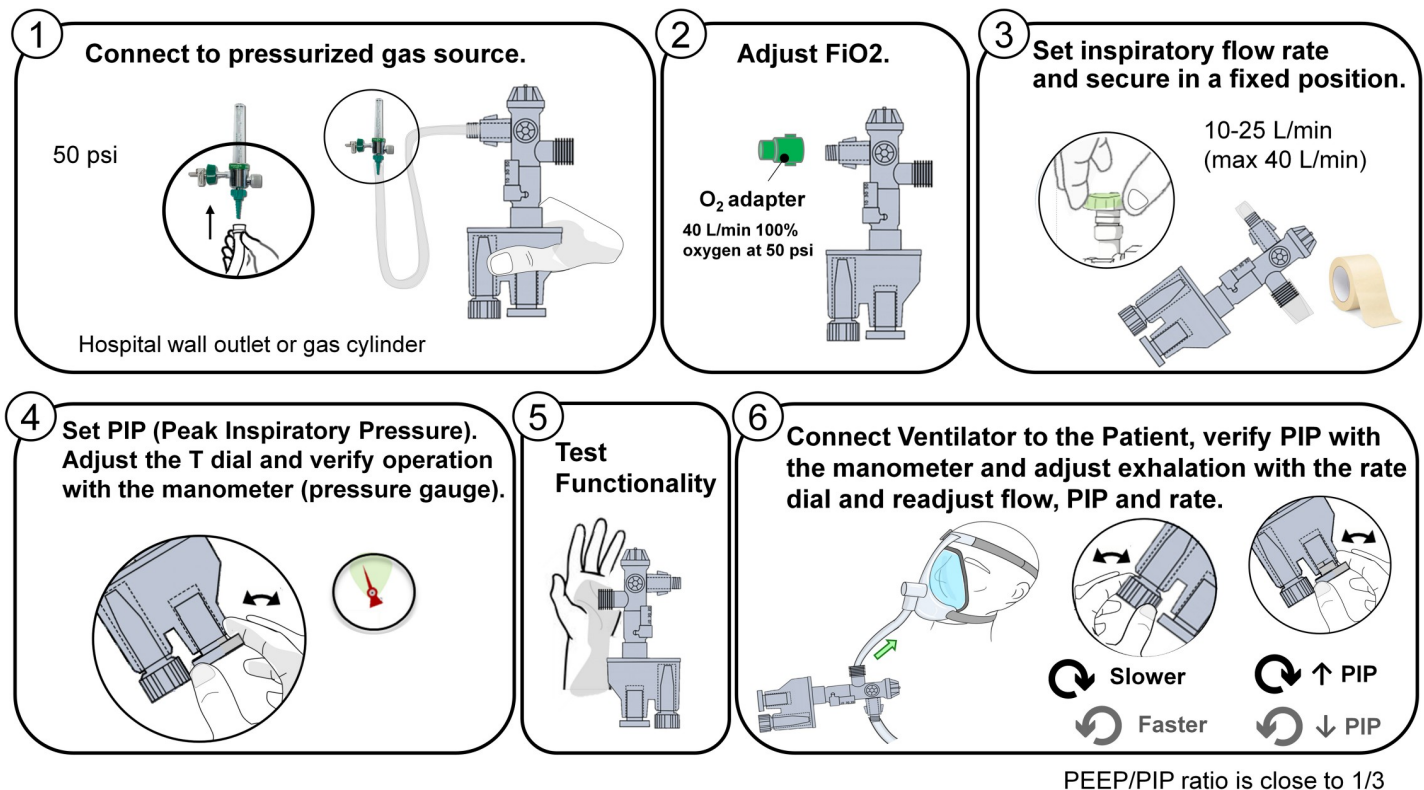 1
Connect to pressurized gas source.
50 psi
Hospital wall outlet or gas cylinder
2
Adjust FiO2.
O₂ adapter
40 L/min 100%
oxygen at 50 psi
3
Set inspiratory flow rate
and secure in a fixed position.
10-25 L/min
(max 40 L/min)
4
Set PIP (Peak Inspiratory Pressure).
Adjust the T dial and verify operation
with the manometer (pressure gauge).
5
Test
Functionality
6
Connect Ventilator to the Patient, verify PIP with
the manometer and adjust exhalation with the rate
dial and readjust flow, PIP and rate.
Slower
Faster
↑ PIP
↓ PIP
PEEP/PIP ratio is close to 1/3